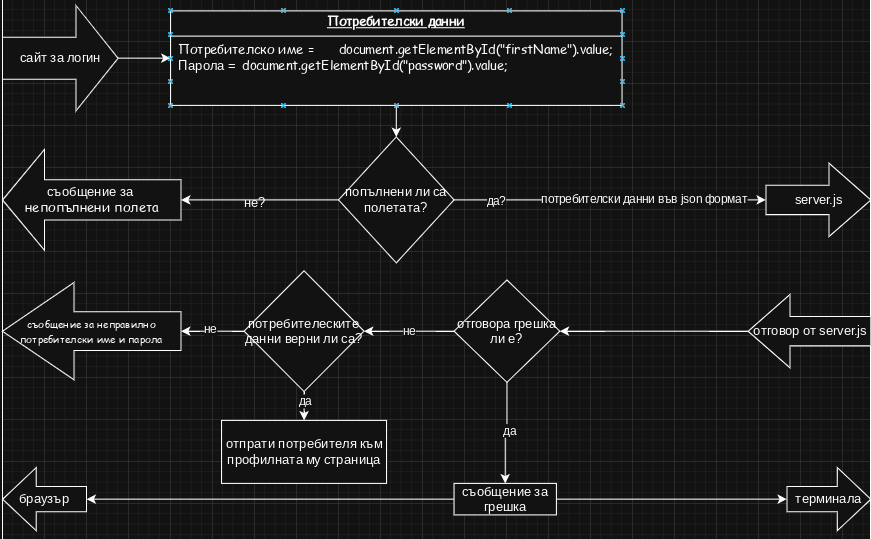 Потребителски данни
сайт за логин
Потребителско име = document.getElementById("firstName").value;
Парола = document.getElementById("password").value;
съобщение за
непопълнени полета
не?
попълнени ли са
полетата?
да?
потребителски данни във json формат
server.js
съобщение за неправилно
потребителски име и парола
не
потребителеските
данни верни ли са?
не
отговора грешка
ли е?
отговор от server.js
да
отпрати потребителя към
профилната му страница
да
браузър
съобщение за
грешка
терминала